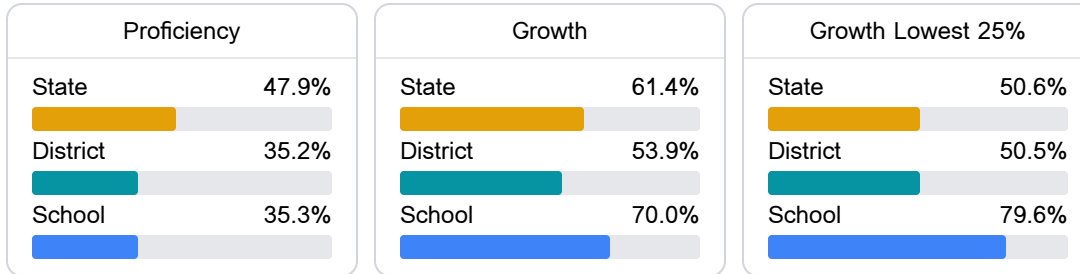 Proficiency
State 47.9%
District 35.2%
School 35.3%
Growth
State 61.4%
District 53.9%
School 70.0%
Growth Lowest 25%
State 50.6%
District 50.5%
School 79.6%